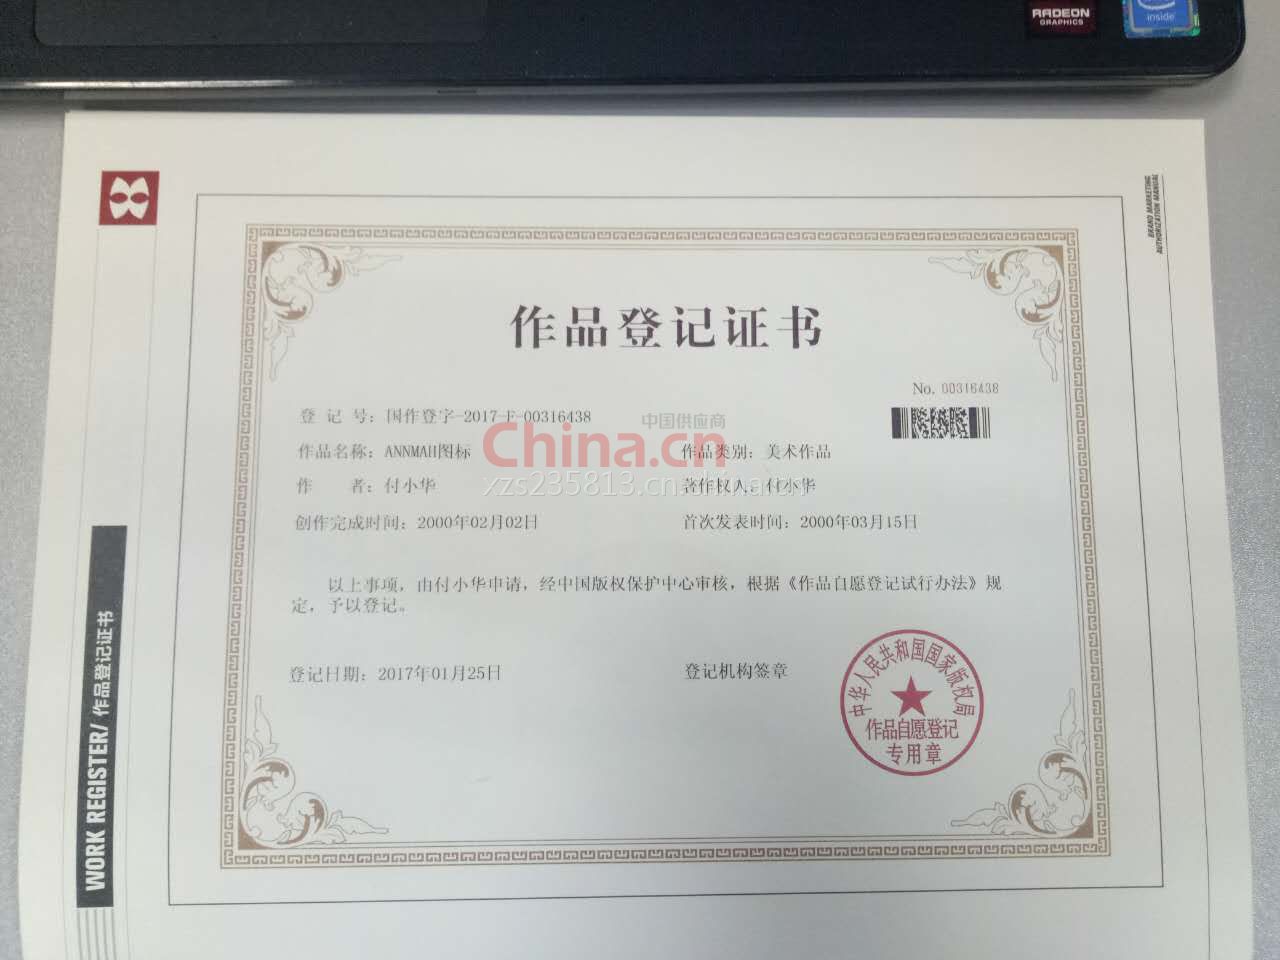 RADEON
GRAPHICS
inside
BRAND MARKETING
AUTHORIZATION MANUAL
作品登记证书
No. 00316438
登 记 号：国作登字-2017-F-00316438
中国供应商
China.cn
作品名称：ANNMAII图标
作品类别：美术作品
作 者：付小华
著作权人：付小华
xzs235813.cn.china.cn
创作完成时间：2000年02月02日
首次发表时间：2000年03月15日
以上事项，由付小华申请，经中国版权保护中心审核，根据《作品自愿登记试行办法》规
定，予以登记。
登记日期：2017年01月25日
登记机构签章
中华人民共和国国家版权局
作品自愿登记
专用章
WORK REGISTER/ 作品登记证书